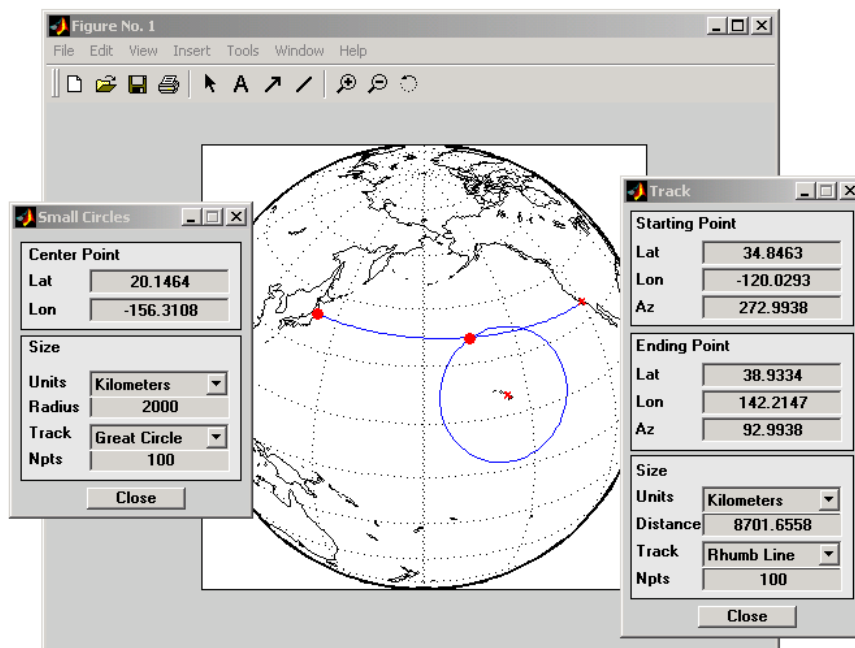 Figure No. 1
File Edit View Insert Tools Window Help
A
Small Circles
Center Point
Lat 20.1464
Lon -156.3108
Size
Units Kilometers
Radius 2000
Track Great Circle
Npts 100
Close
Track
Starting Point
Lat 34.8463
Lon -120.0293
Az 272.9938
Ending Point
Lat 38.9334
Lon 142.2147
Az 92.9938
Size
Units Kilometers
Distance 8701.6558
Track Rhumb Line
Npts 100
Close